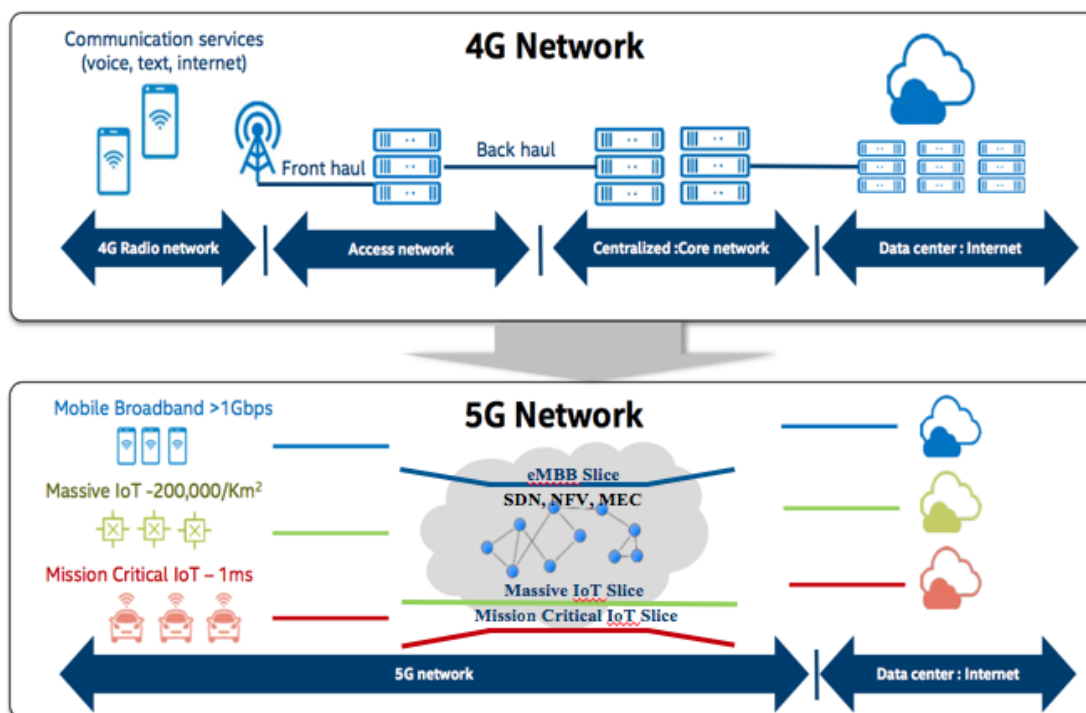 Communication services
(voice, text, internet)
4G Network
Front haul
Back haul
4G Radio network
Access network
Centralized :Core network
Data center : Internet
Mobile Broadband >1Gbps
5G Network
eMBB Slice
Massive IoT -200,000/Km²
SDN, NFV, MEC
Mission Critical IoT – 1ms
Massive IoT Slice
Mission Critical IoT Slice
5G network
Data center : Internet